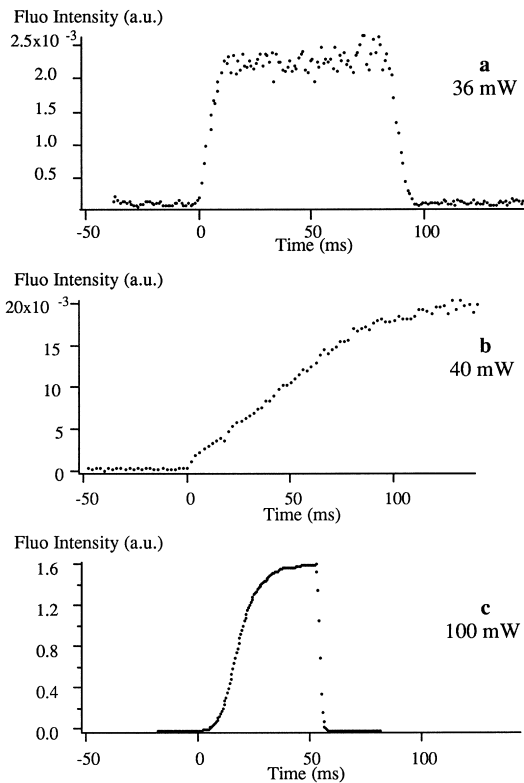 Fluo Intensity (a.u.)
2.5x10 -3
2.0
1.5
1.0
0.5
a
36 mW
-50 0 50 100
Time (ms)
Fluo Intensity (a.u.)
20x10 -3
15
10
5
0
b
40 mW
-50 0 50 100
Time (ms)
Fluo Intensity (a.u.)
1.6
1.2
0.8
0.4
0.0
c
100 mW
-50 0 50 100
Time (ms)